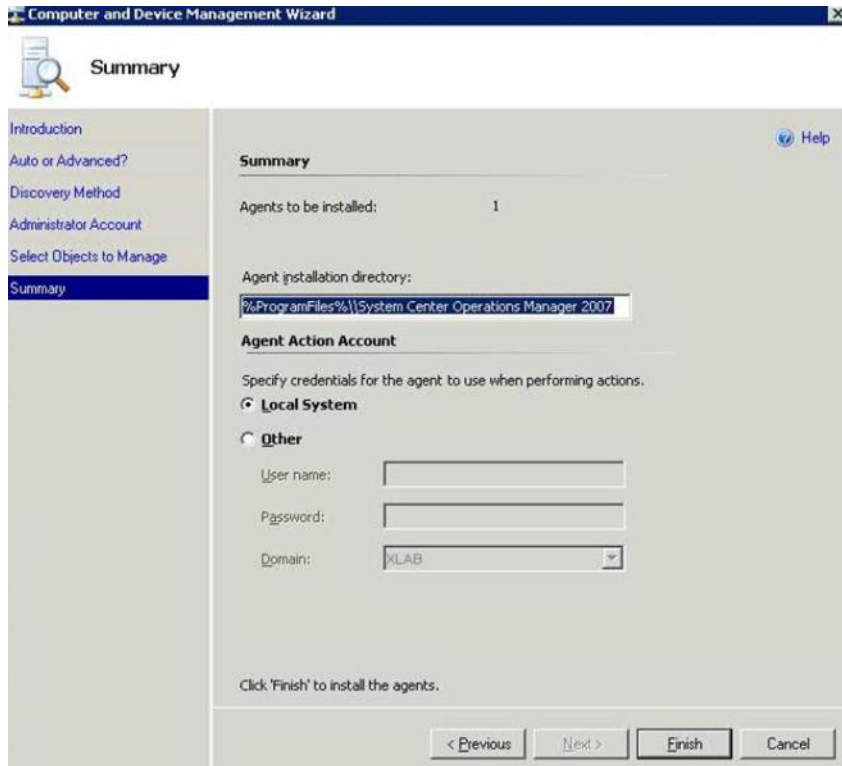 Computer and Device Management Wizard
Summary
Introduction
Auto or Advanced?
Discovery Method
Administrator Account
Select Objects to Manage
Summary
Help
Summary
Agents to be installed: 1
Agent installation directory:
%ProgramFiles%\\System Center Operations Manager 2007
Agent Action Account
Specify credentials for the agent to use when performing actions.
Local System
Other
User name:
Password:
Domain: XLAB
Click 'Finish' to install the agents.
< Previous Next > Finish Cancel